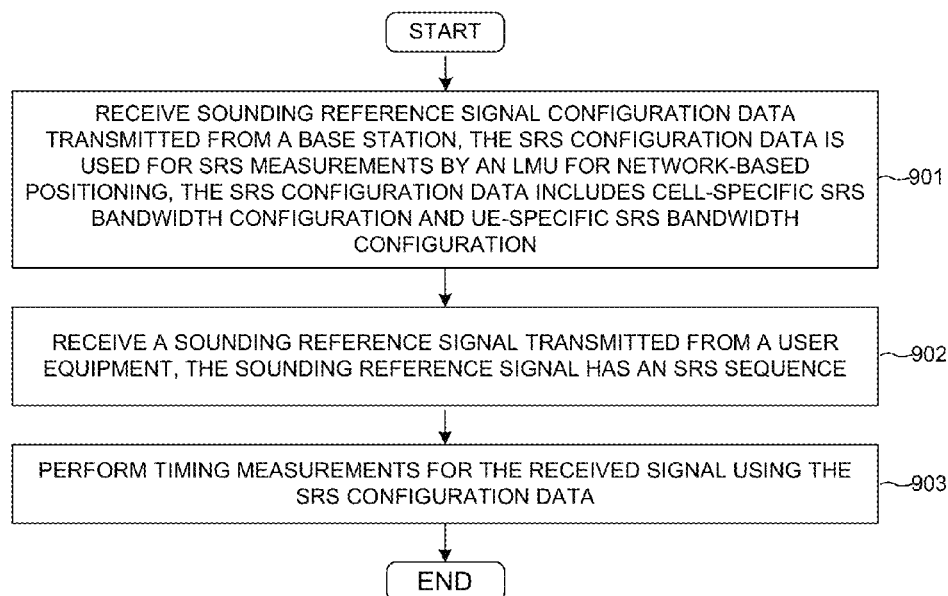 START
RECEIVE SOUNDING REFERENCE SIGNAL CONFIGURATION DATA
TRANSMITTED FROM A BASE STATION, THE SRS CONFIGURATION DATA IS
USED FOR SRS MEASUREMENTS BY AN LMU FOR NETWORK-BASED
POSITIONING, THE SRS CONFIGURATION DATA INCLUDES CELL-SPECIFIC SRS
BANDWIDTH CONFIGURATION AND UE-SPECIFIC SRS BANDWIDTH
CONFIGURATION
901
RECEIVE A SOUNDING REFERENCE SIGNAL TRANSMITTED FROM A USER
EQUIPMENT, THE SOUNDING REFERENCE SIGNAL HAS AN SRS SEQUENCE
902
PERFORM TIMING MEASUREMENTS FOR THE RECEIVED SIGNAL USING THE
SRS CONFIGURATION DATA
903
END